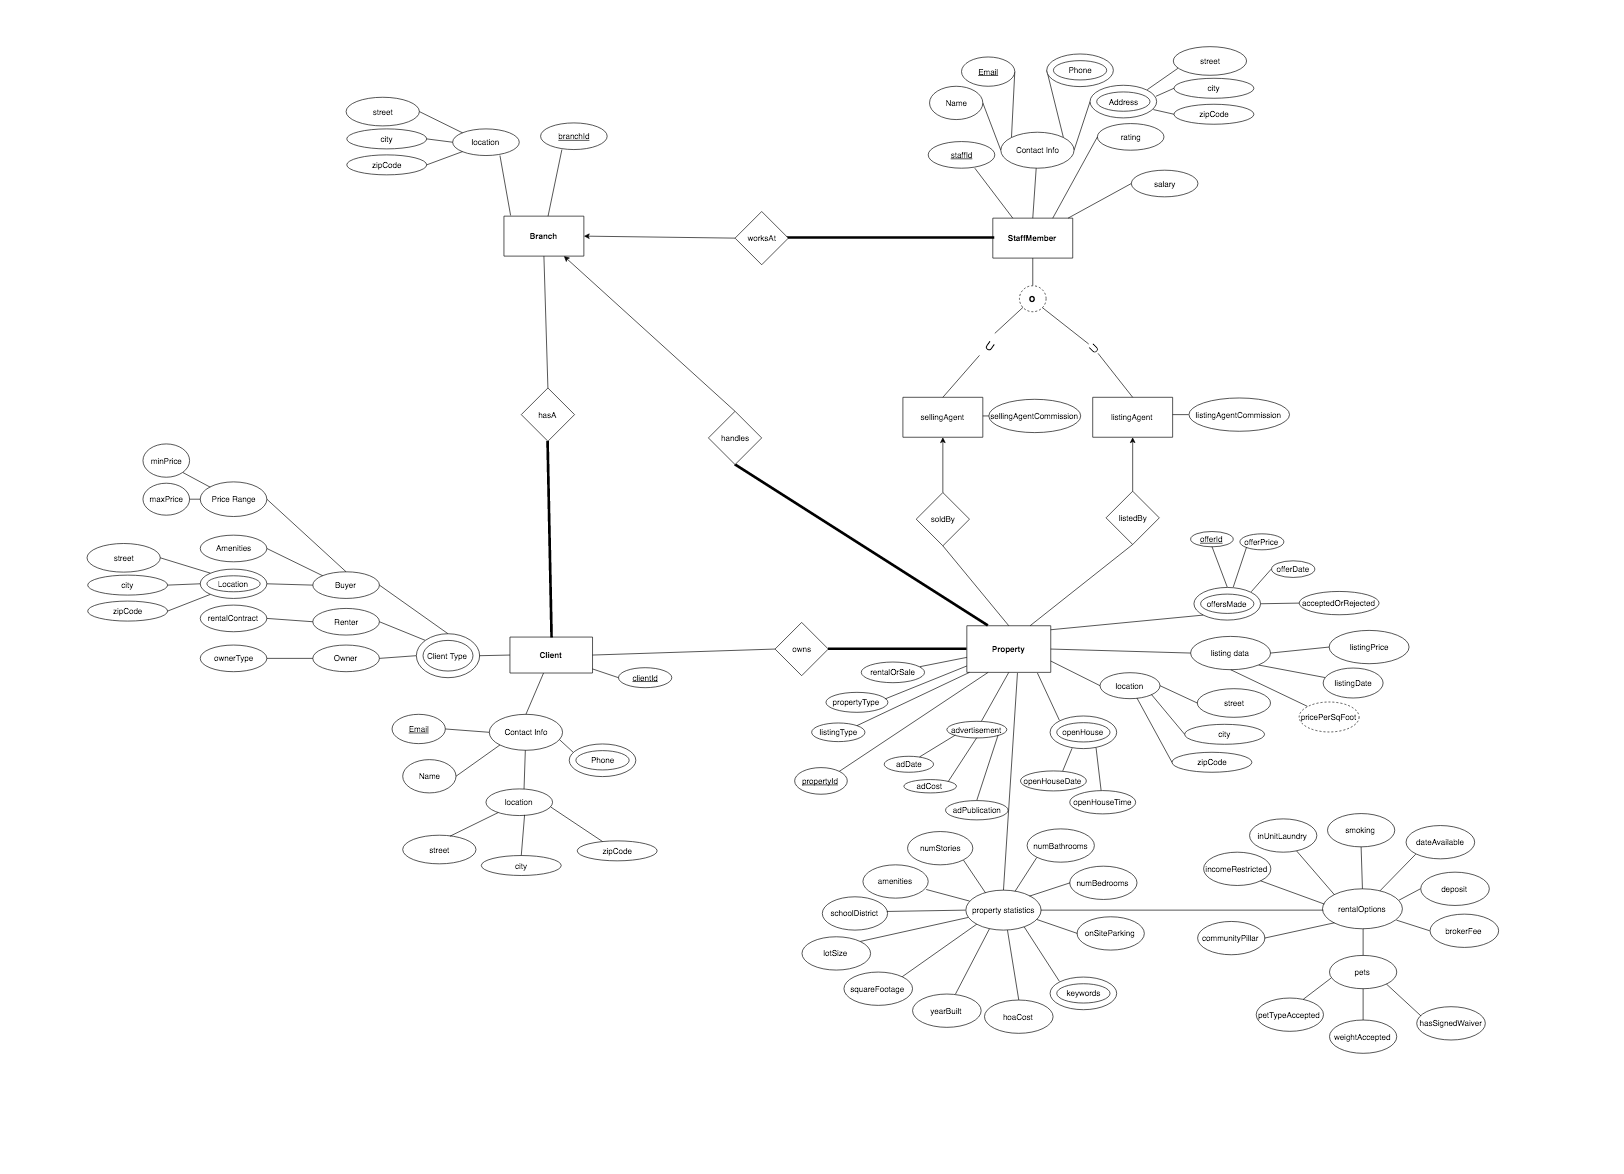 street
city
zipCode
location
branchId
Branch
worksAt
Email
Phone
Name
Address
street
city
zipCode
rating
Contact Info
staffId
salary
StaffMember
O
U
U
sellingAgent
sellingAgentCommission
listingAgent
listingAgentCommission
hasA
handles
soldBy
listedBy
minPrice
maxPrice
Price Range
Amenities
street
city
zipCode
Location
Buyer
rentalContract
Renter
ownerType
Owner
Client Type
Client
clientId
owns
Property
offerId
offerPrice
offerDate
offersMade
acceptedOrRejected
listing data
listingPrice
listingDate
pricePerSqFoot
location
street
city
zipCode
rentalOrSale
propertyType
listingType
propertyId
advertisement
adDate
adCost
adPublication
openHouse
openHouseDate
openHouseTime
Email
Contact Info
Name
Phone
location
street
city
zipCode
numStories
numBathrooms
amenities
numBedrooms
schoolDistrict
property statistics
onSiteParking
lotSize
squareFootage
yearBuilt
hoaCost
keywords
inUnitLaundry
smoking
dateAvailable
incomeRestricted
deposit
rentalOptions
communityPillar
brokerFee
pets
petTypeAccepted
weightAccepted
hasSignedWaiver